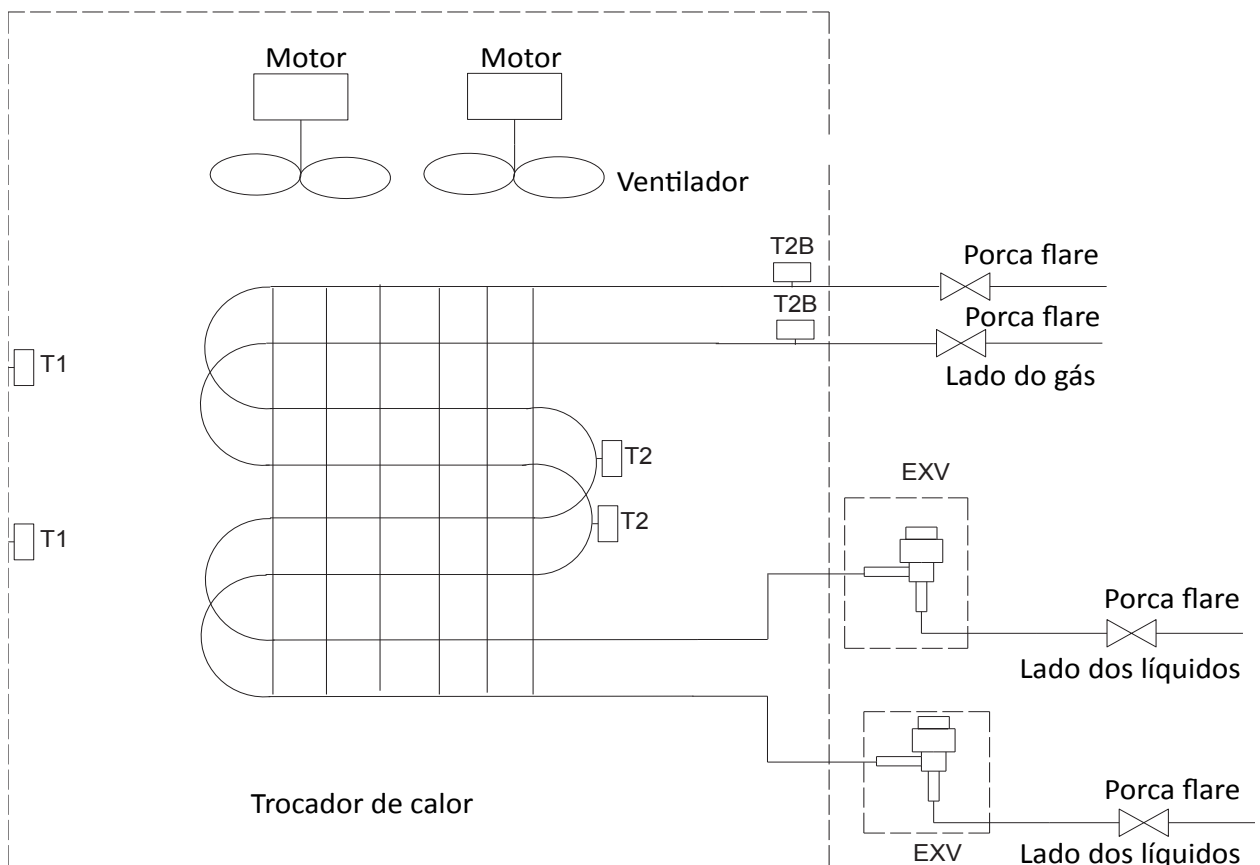 Motor
Motor
Ventilador
T2B
Porca flare
T2B
Porca flare
Lado do gás
T1
T2
T2
T1
EXV
Porca flare
Lado dos líquidos
Trocador de calor
Porca flare
EXV
Lado dos líquidos